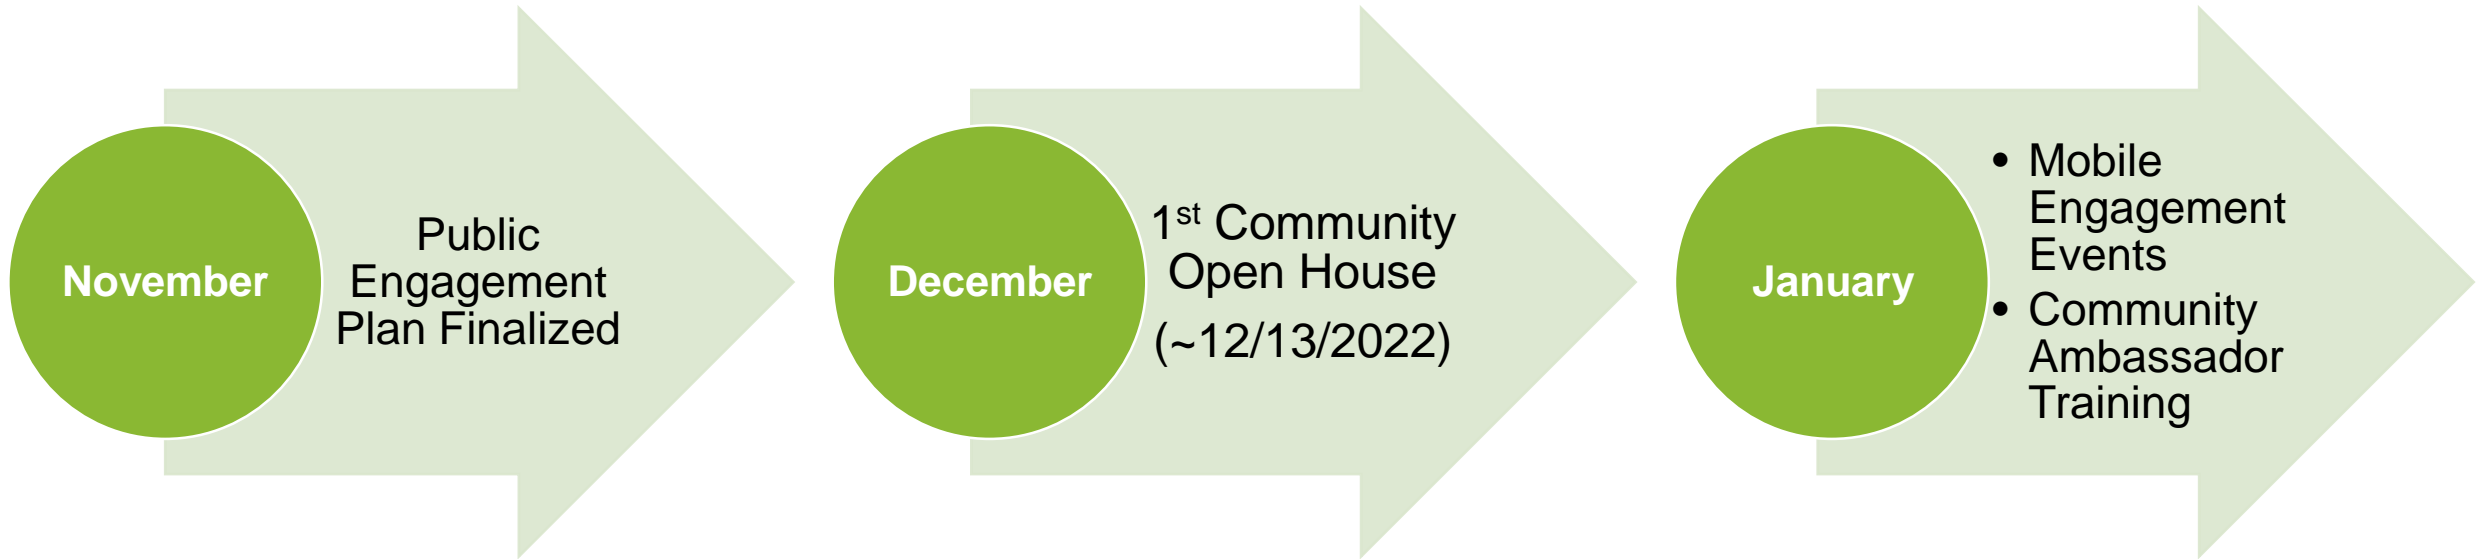 November
Public
Engagement
Plan Finalized
December
1st Community
Open House
(~12/13/2022)
January
• Mobile
Engagement
Events
• Community
Ambassador
Training